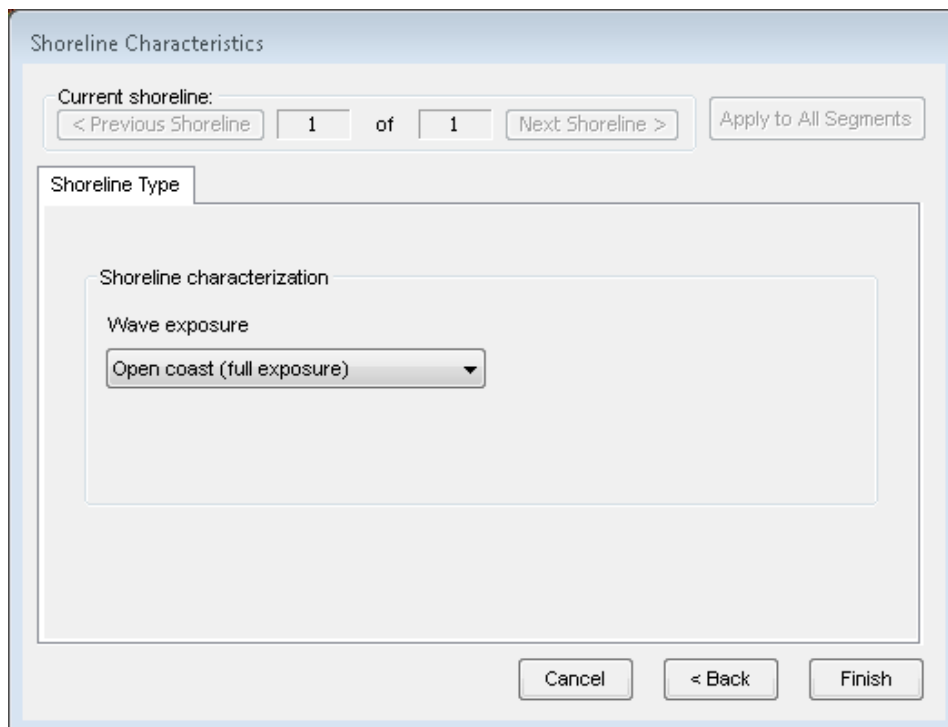 Shoreline Characteristics
Current shoreline:
< Previous Shoreline 1 of 1 Next Shoreline > Apply to All Segments
Shoreline Type
Shoreline characterization
Wave exposure
Open coast (full exposure)
Cancel < Back Finish